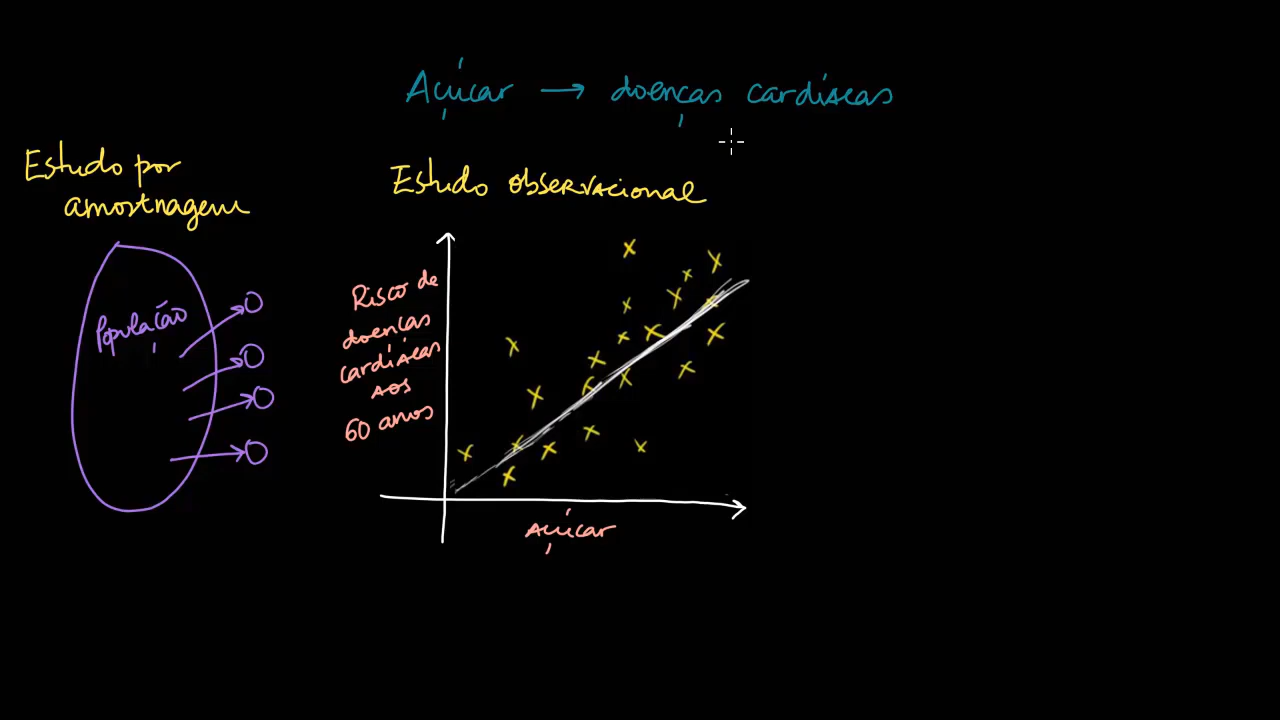 Açúcar → doenças cardíacas
Estudo por
amostragem
Estudo observacional
População
Risco de
doenças
cardíacas
aos
60 anos
Açúcar